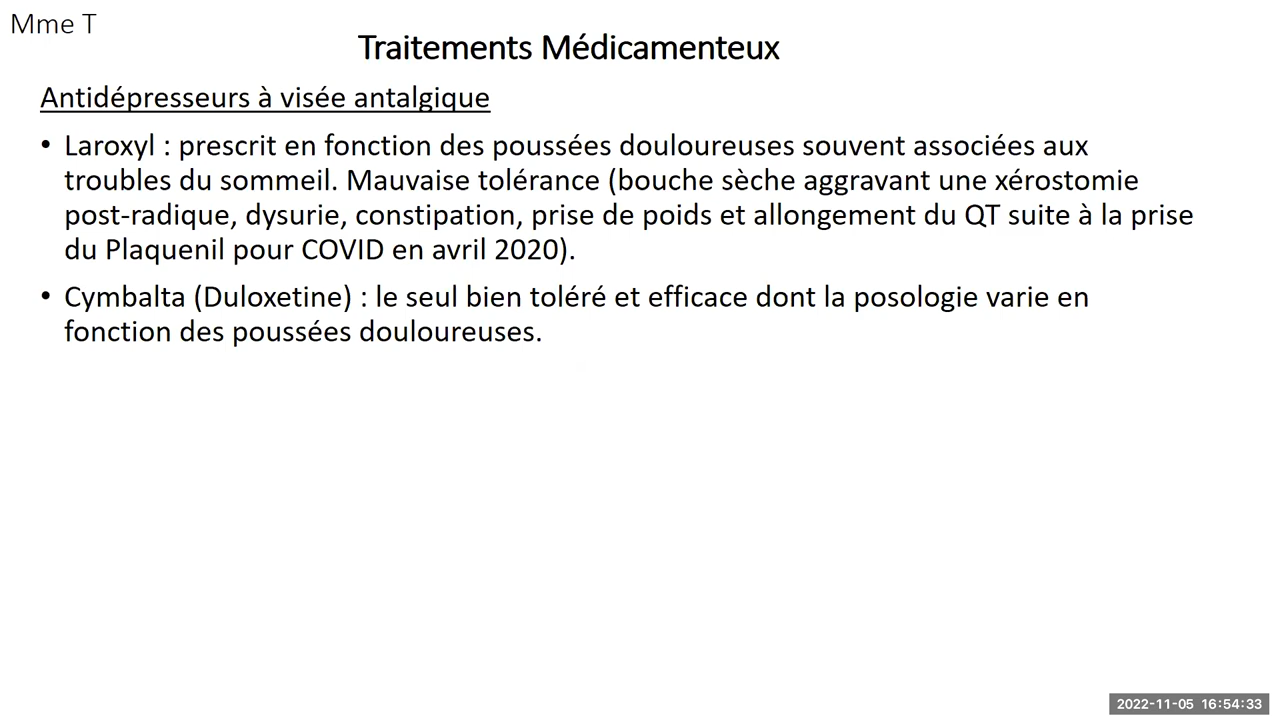 Mme T
Traitements Médicamenteux
Antidépresseurs à visée antalgique
• Laroxyl : prescrit en fonction des poussées douloureuses souvent associées aux
troubles du sommeil. Mauvaise tolérance (bouche sèche aggravant une xérostomie
post-radique, dysurie, constipation, prise de poids et allongement du QT suite à la prise
du Plaquenil pour COVID en avril 2020).
• Cymbalta (Duloxetine) : le seul bien toléré et efficace dont la posologie varie en
fonction des poussées douloureuses.
2022-11-05 16:54:33